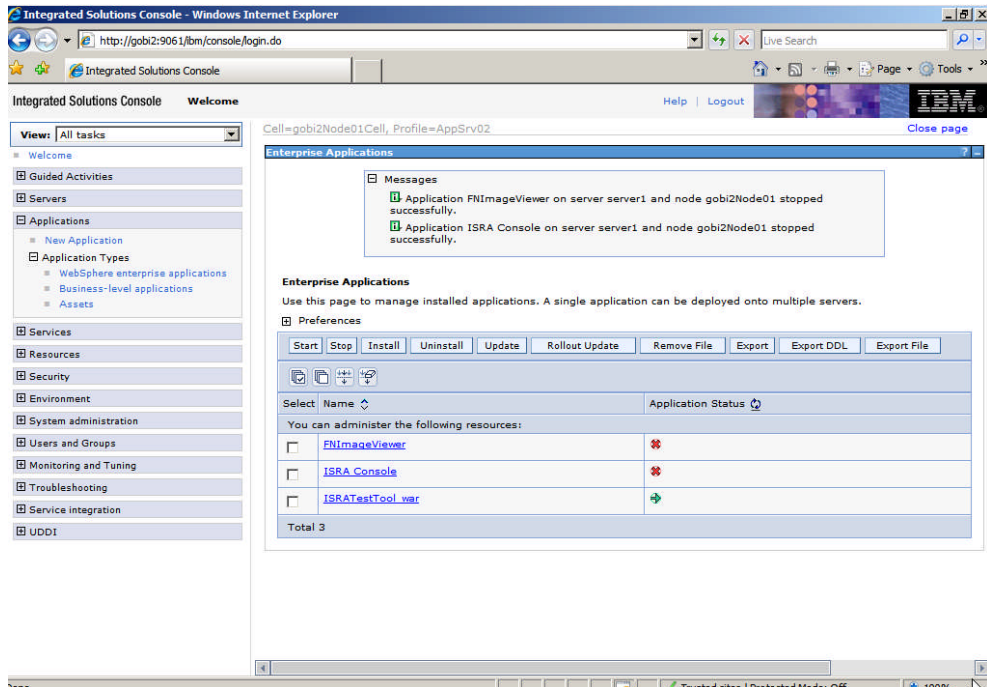 Integrated Solutions Console - Windows Internet Explorer
http://gobi2:9061/ibm/console/login.do
Live Search
Integrated Solutions Console
Page
Tools
»
Integrated Solutions Console Welcome
Help | Logout
IBM.
View: All tasks
Welcome
Guided Activities
Servers
Applications
New Application
Application Types
WebSphere enterprise applications
Business-level applications
Assets
Services
Resources
Security
Environment
System administration
Users and Groups
Monitoring and Tuning
Troubleshooting
Service integration
UDDI
Cell=gobi2Node01Cell, Profile=AppSrv02
Close page
Enterprise Applications
? -
Messages
Application FNImageViewer on server server1 and node gobi2Node01 stopped
successfully.
Application ISRA Console on server server1 and node gobi2Node01 stopped
successfully.
Enterprise Applications
Use this page to manage installed applications. A single application can be deployed onto multiple servers.
Preferences
Start Stop Install Uninstall Update Rollout Update Remove File Export Export DDL Export File
Select Name Application Status
You can administer the following resources:
FNImageViewer
ISRA Console
ISRATestTool_war
Total 3
Done
Trusted sites | Protected Mode: Off
100%